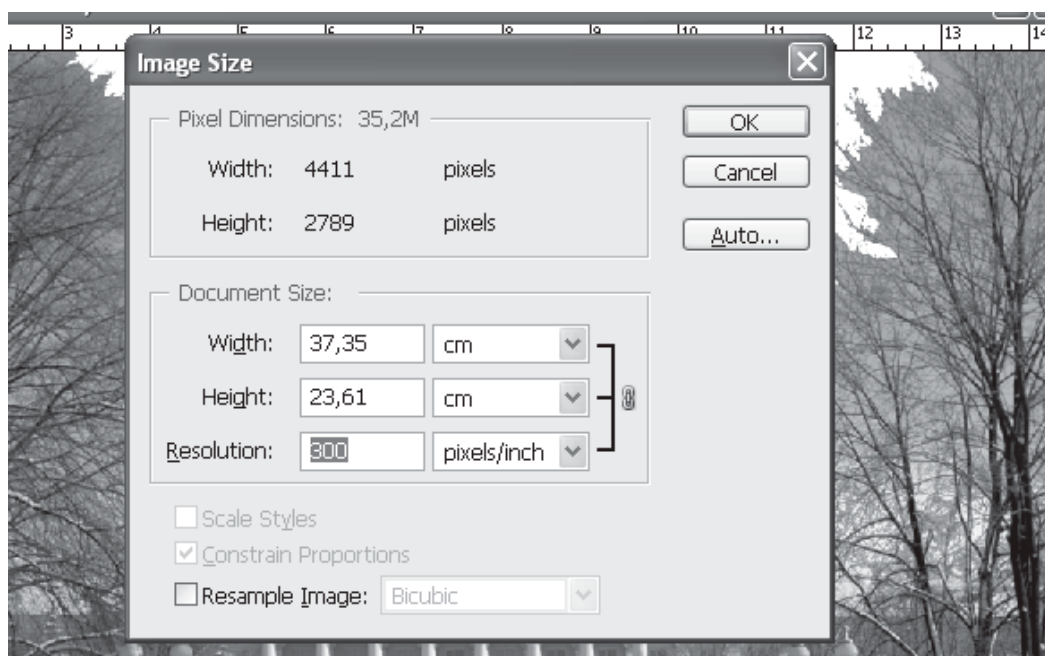 3 4 5 6 7 8 9 10 11 12 13 14
Image Size
Pixel Dimensions: 35,2M
OK
Width: 4411 pixels
Cancel
Height: 2789 pixels
Auto...
Document Size:
Width: 37,35 cm
Height: 23,61 cm
Resolution: 300 pixels/inch
Scale Styles
Constrain Proportions
Resample Image: Bicubic